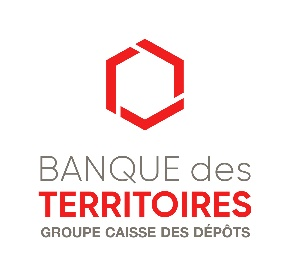 BANQUE des
TERRITOIRES
GROUPE CAISSE DES DÉPÔTS